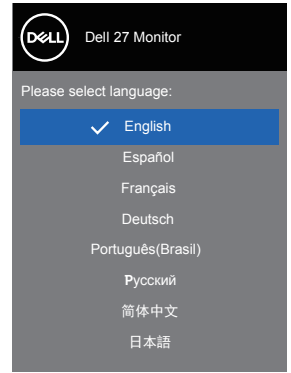 DELL
Dell 27 Monitor
Please select language:
English
Español
Français
Deutsch
Português(Brasil)
Русский
简体中文
日本語